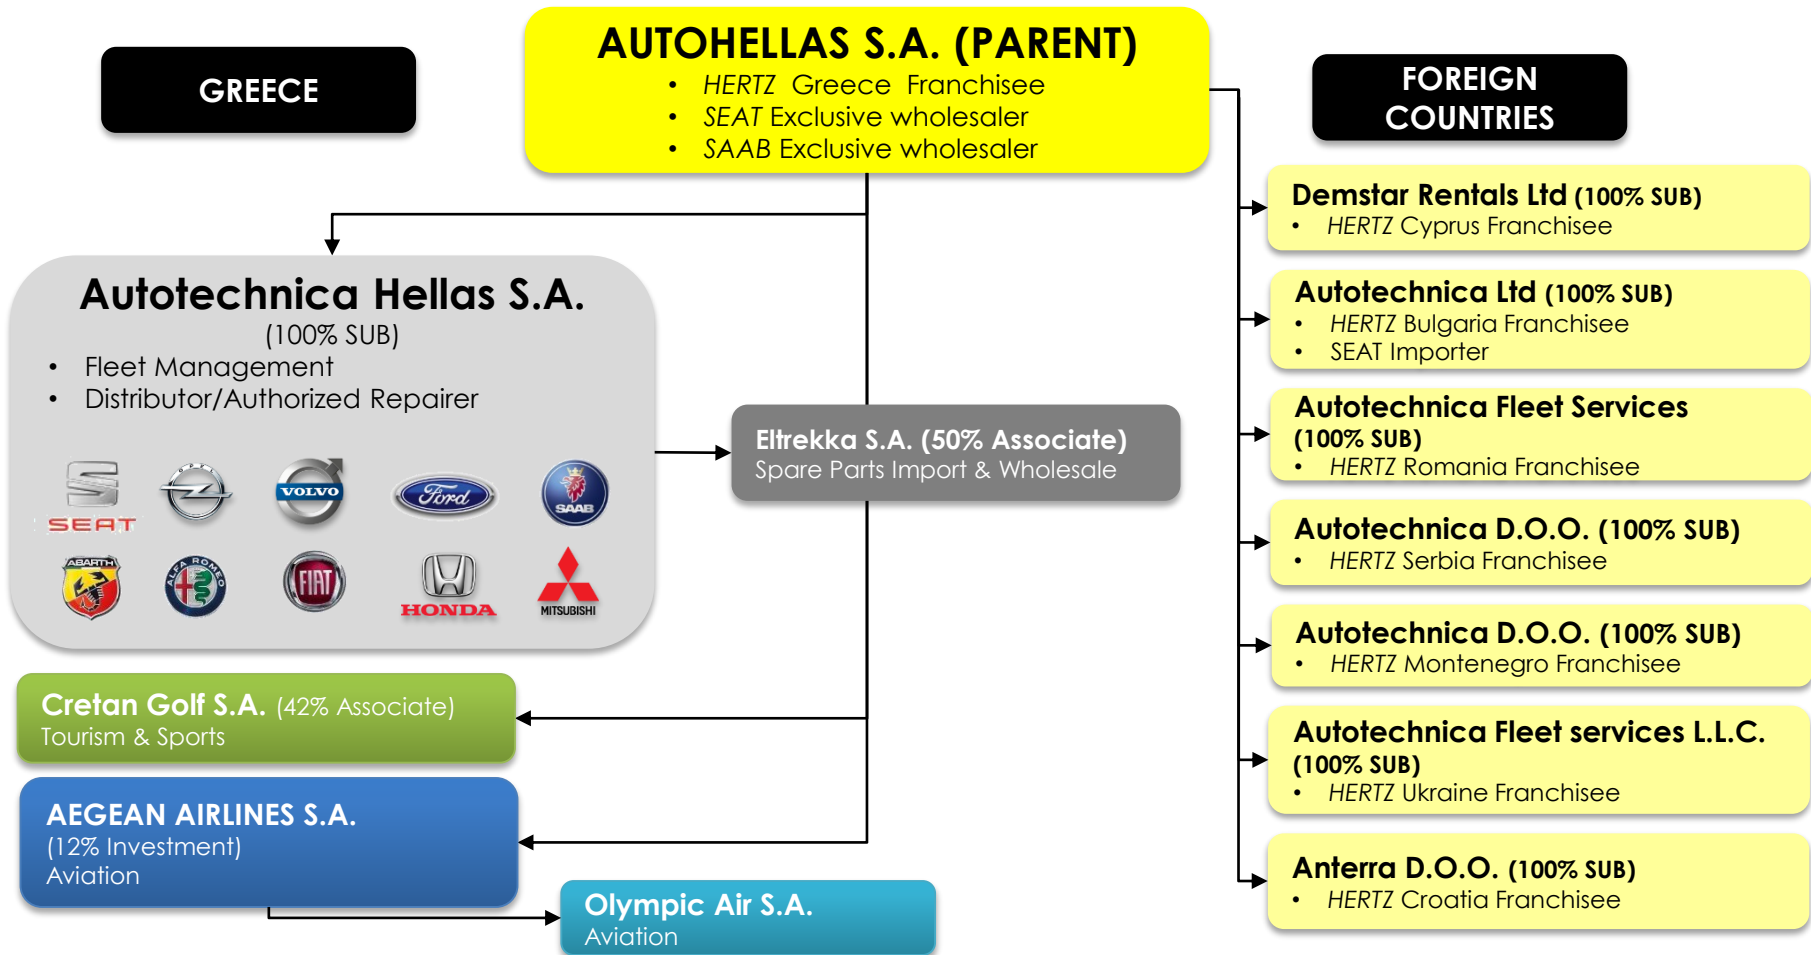 AUTOHELLAS S.A. (PARENT)
• HERTZ Greece Franchisee
• SEAT Exclusive wholesaler
• SAAB Exclusive wholesaler
GREECE
FOREIGN
COUNTRIES
Autotechnica Hellas S.A.
(100% SUB)
• Fleet Management
• Distributor/Authorized Repairer
SEAT
OPEL
VOLVO
Ford
SAAB
ABARTH
ALFA ROMEO
FIAT
HONDA
MITSUBISHI
Eltrekka S.A. (50% Associate)
Spare Parts Import & Wholesale
Cretan Golf S.A. (42% Associate)
Tourism & Sports
AEGEAN AIRLINES S.A.
(12% Investment)
Aviation
Olympic Air S.A.
Aviation
Demstar Rentals Ltd (100% SUB)
• HERTZ Cyprus Franchisee
Autotechnica Ltd (100% SUB)
• HERTZ Bulgaria Franchisee
• SEAT Importer
Autotechnica Fleet Services
(100% SUB)
• HERTZ Romania Franchisee
Autotechnica D.O.O. (100% SUB)
• HERTZ Serbia Franchisee
Autotechnica D.O.O. (100% SUB)
• HERTZ Montenegro Franchisee
Autotechnica Fleet services L.L.C.
(100% SUB)
• HERTZ Ukraine Franchisee
Anterra D.O.O. (100% SUB)
• HERTZ Croatia Franchisee